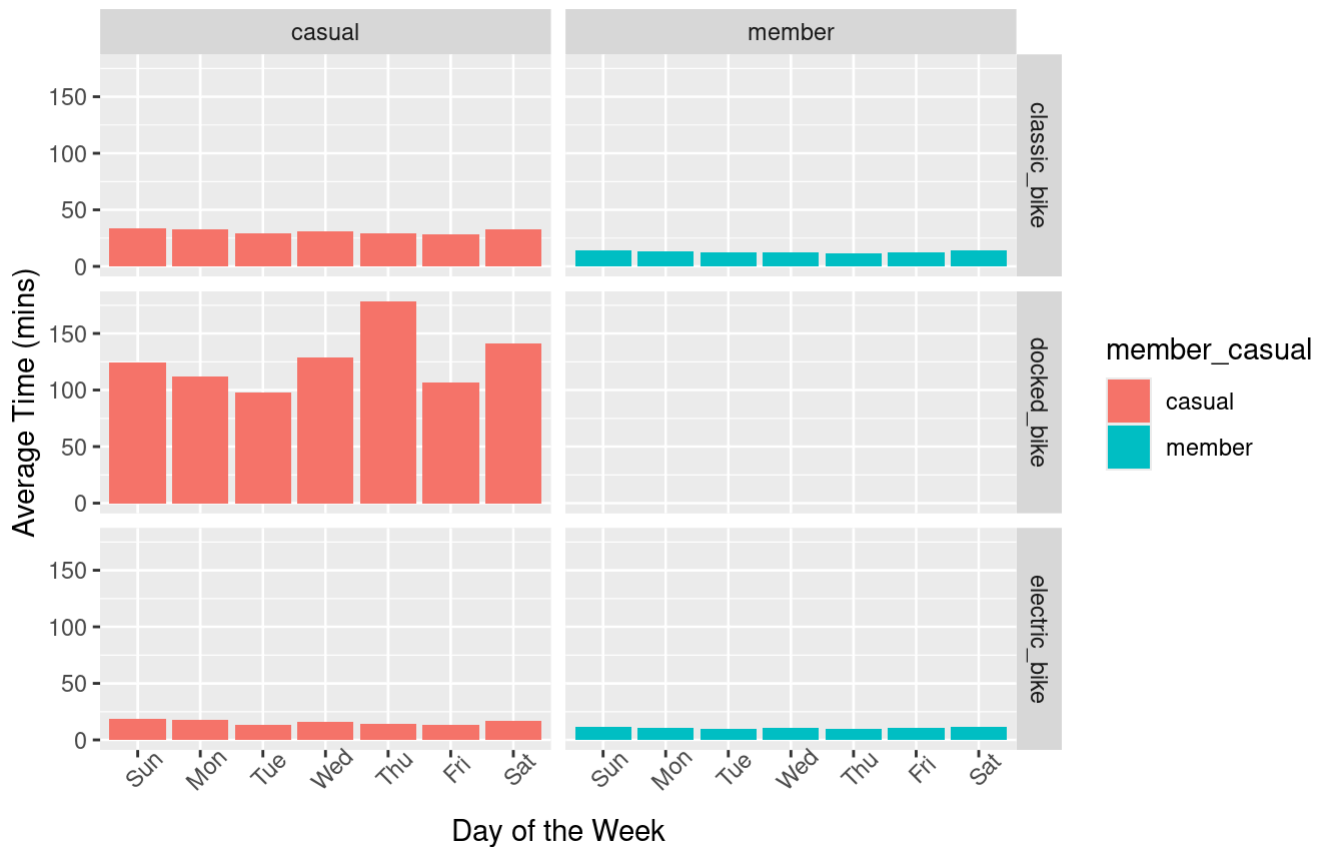 casual
member
150
100
50
0
classic_bike
150
100
50
0
docked_bike
150
100
50
0
electric_bike
Average Time (mins)
Sun Mon Tue Wed Thu Fri Sat
Sun Mon Tue Wed Thu Fri Sat
Day of the Week
member_casual
casual
member